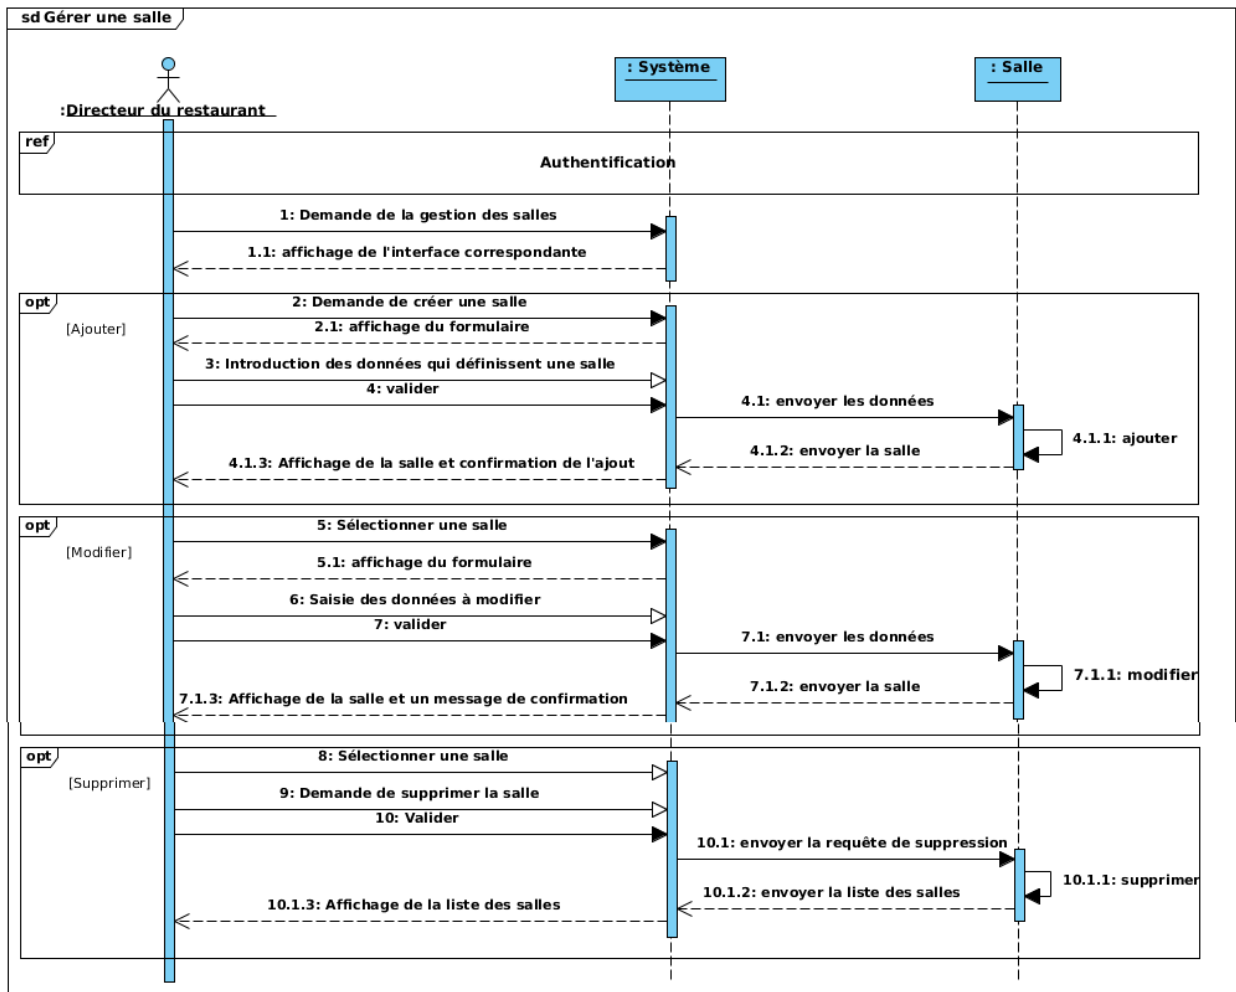 sd Gérer une salle
: Système
: Salle
:Directeur du restaurant
ref
Authentification
1: Demande de la gestion des salles
1.1: affichage de l'interface correspondante
opt
2: Demande de créer une salle
[Ajouter]
2.1: affichage du formulaire
3: Introduction des données qui définissent une salle
4: valider
4.1: envoyer les données
4.1.1: ajouter
4.1.2: envoyer la salle
4.1.3: Affichage de la salle et confirmation de l'ajout
opt
5: Sélectionner une salle
[Modifier]
5.1: affichage du formulaire
6: Saisie des données à modifier
7: valider
7.1: envoyer les données
7.1.1: modifier
7.1.2: envoyer la salle
7.1.3: Affichage de la salle et un message de confirmation
opt
8: Sélectionner une salle
[Supprimer]
9: Demande de supprimer la salle
10: Valider
10.1: envoyer la requête de suppression
10.1.1: supprimer
10.1.2: envoyer la liste des salles
10.1.3: Affichage de la liste des salles